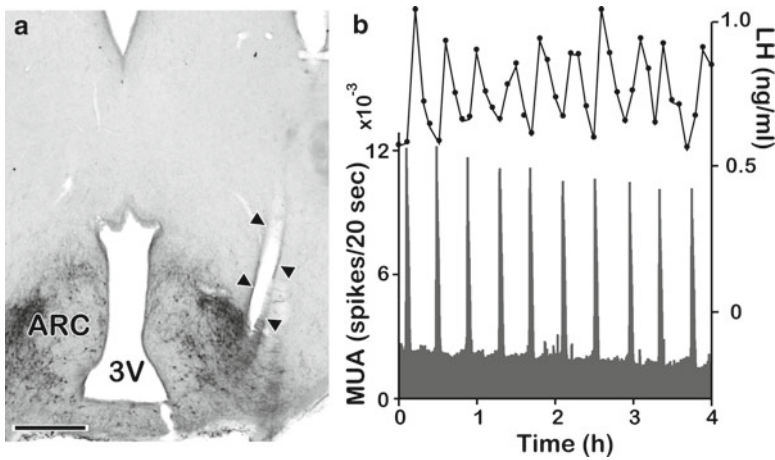 a
ARC
3V
b
MUA (spikes/20 sec)
x10⁻³
12
6
0
LH (ng/ml)
1.0
0.5
0
0 1 2 3 4
Time (h)